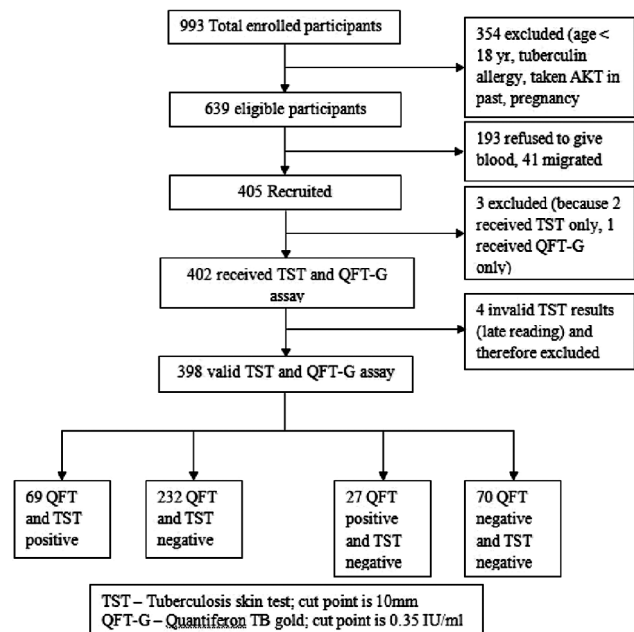 993 Total enrolled participants
354 excluded (age <
18 yr, tuberculin
allergy, taken AKT in
past, pregnancy
639 eligible participants
193 refused to give
blood, 41 migrated
405 Recruited
3 excluded (because 2
received TST only, 1
received QFT-G
only)
402 received TST and QFT-G
assay
4 invalid TST results
(late reading) and
therefore excluded
398 valid TST and QFT-G assay
69 QFT
and TST
positive
232 QFT
and TST
negative
27 QFT
positive
and TST
negative
70 QFT
negative
and TST
negative
TST – Tuberculosis skin test; cut point is 10mm
QFT-G – Quantiferon TB gold; cut point is 0.35 IU/ml